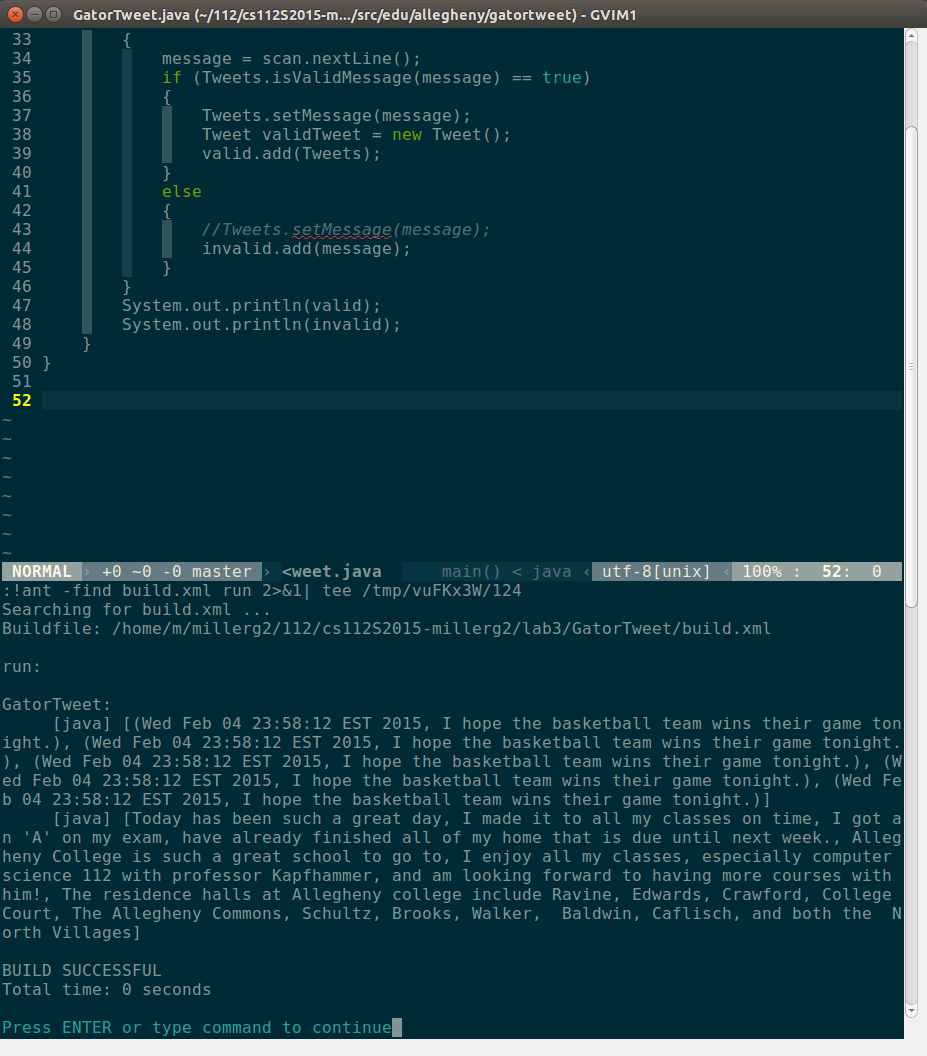 GatorTweet.java (~/112/cs112S2015-m.../src/edu/allegheny/gatortweet) - GVIM1
33         {
34             message = scan.nextLine();
35             if (Tweets.isValidMessage(message) == true)
36             {
37                 Tweets.setMessage(message);
38                 Tweet validTweet = new Tweet();
39                 valid.add(Tweets);
40             }
41             else
42             {
43                 //Tweets.setMessage(message);
44                 invalid.add(message);
45             }
46         }
47         System.out.println(valid);
48         System.out.println(invalid);
49     }
50 }
51
52
~
~
~
~
~
~
~
~
NORMAL › +0 ~0 -0 master › <weet.java      main() < java ‹ utf-8[unix] ‹ 100% :  52:  0
:!ant -find build.xml run 2>&1| tee /tmp/vuFKx3W/124
Searching for build.xml ...
Buildfile: /home/m/millerg2/112/cs112S2015-millerg2/lab3/GatorTweet/build.xml
run:
GatorTweet:
     [java] [(Wed Feb 04 23:58:12 EST 2015, I hope the basketball team wins their game ton
ight.), (Wed Feb 04 23:58:12 EST 2015, I hope the basketball team wins their game tonight.
), (Wed Feb 04 23:58:12 EST 2015, I hope the basketball team wins their game tonight.), (W
ed Feb 04 23:58:12 EST 2015, I hope the basketball team wins their game tonight.), (Wed Fe
b 04 23:58:12 EST 2015, I hope the basketball team wins their game tonight.)]
     [java] [Today has been such a great day, I made it to all my classes on time, I got a
n 'A' on my exam, have already finished all of my home that is due until next week., Alleg
heny College is such a great school to go to, I enjoy all my classes, especially computer
science 112 with professor Kapfhammer, and am looking forward to having more courses with
him!, The residence halls at Allegheny college include Ravine, Edwards, Crawford, College
Court, The Allegheny Commons, Schultz, Brooks, Walker,  Baldwin, Caflisch, and both the  N
orth Villages]
BUILD SUCCESSFUL
Total time: 0 seconds
Press ENTER or type command to continue